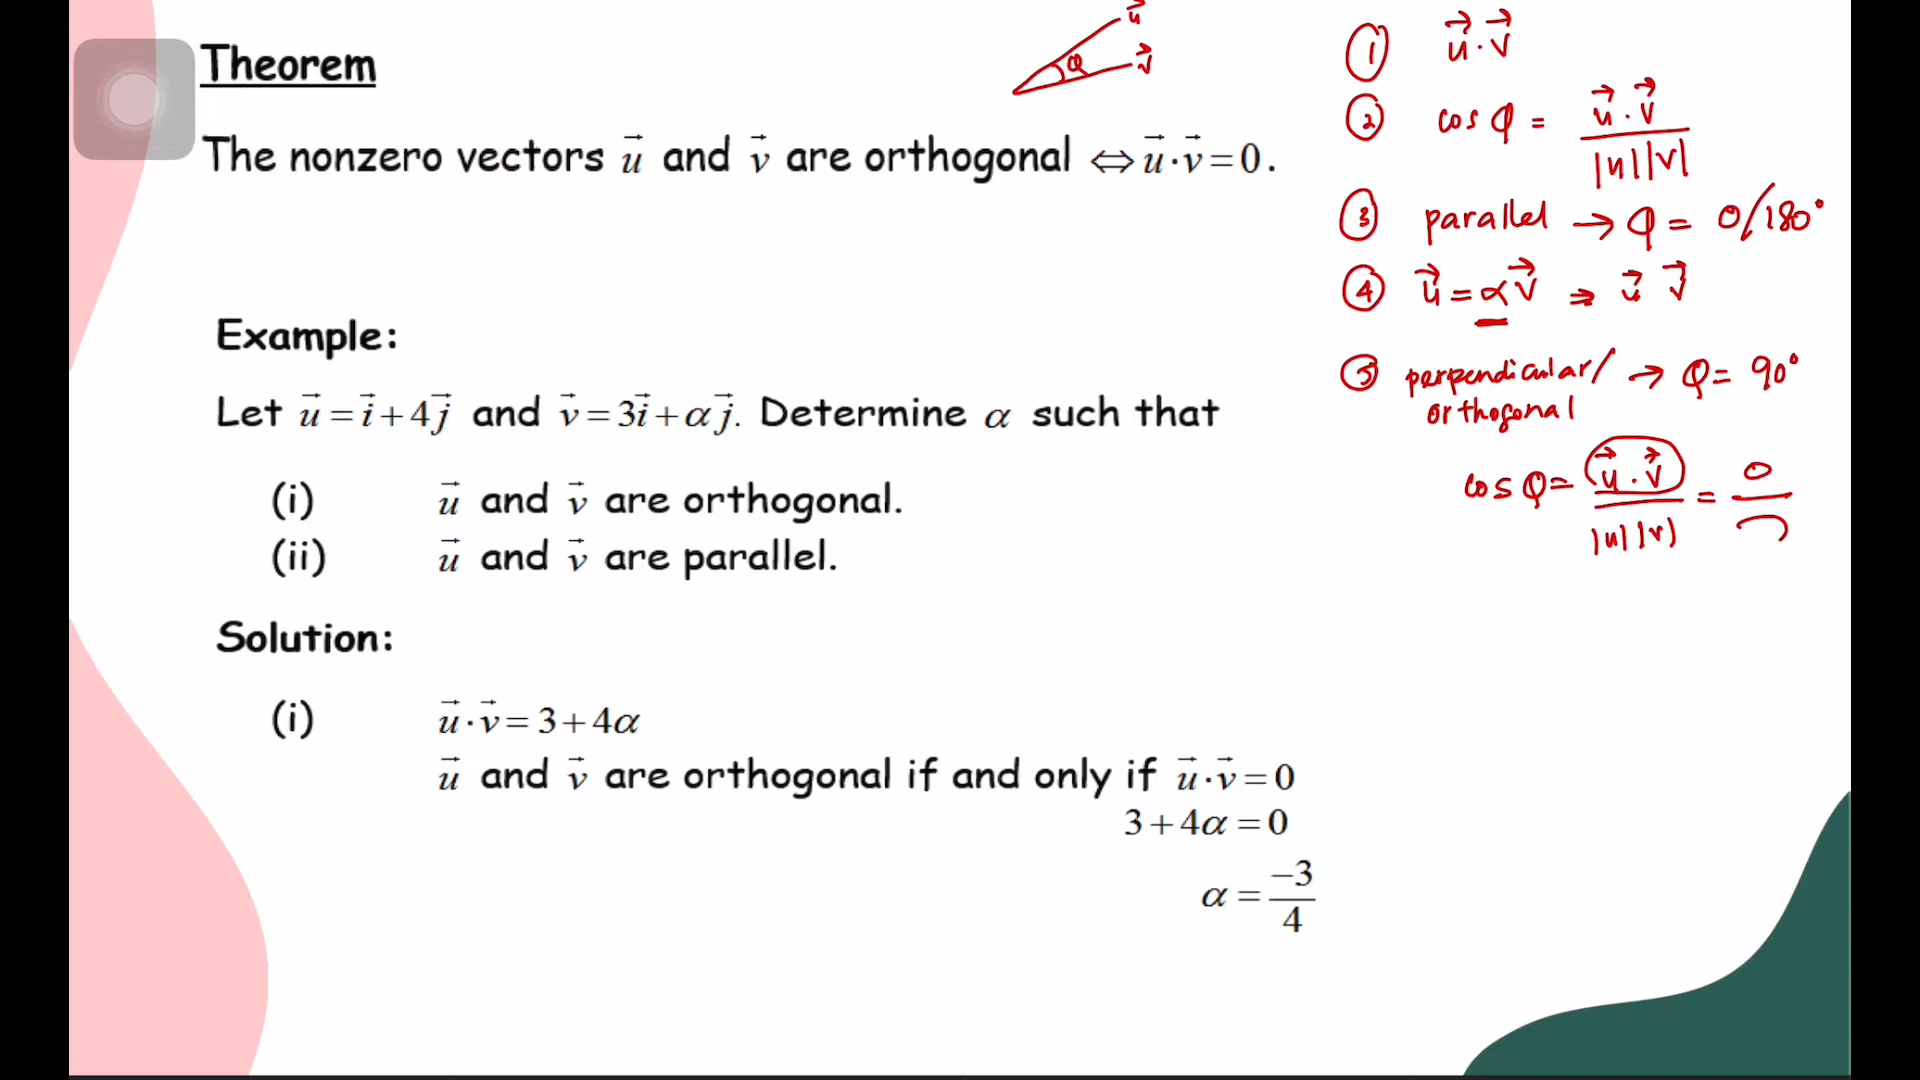 Theorem
The nonzero vectors u⃗ and v⃗ are orthogonal ⇔ u⃗ · v⃗ = 0.
Example:
Let u⃗ = i⃗ + 4j⃗ and v⃗ = 3i⃗ + αj⃗. Determine α such that
(i) u⃗ and v⃗ are orthogonal.
(ii) u⃗ and v⃗ are parallel.
Solution:
(i) u⃗ · v⃗ = 3 + 4α
u⃗ and v⃗ are orthogonal if and only if u⃗ · v⃗ = 0
3 + 4α = 0
α = -3/4
u⃗
φ v⃗
① u⃗ · v⃗
② cos φ = u⃗ · v⃗ / |u||v|
③ parallel → φ = 0/180°
④ u⃗ = αv⃗ ⇒ u⃗ v⃗
⑤ perpendicular/ → φ = 90°
orthogonal
cos φ = u⃗ · v⃗ / |u||v| = 0/